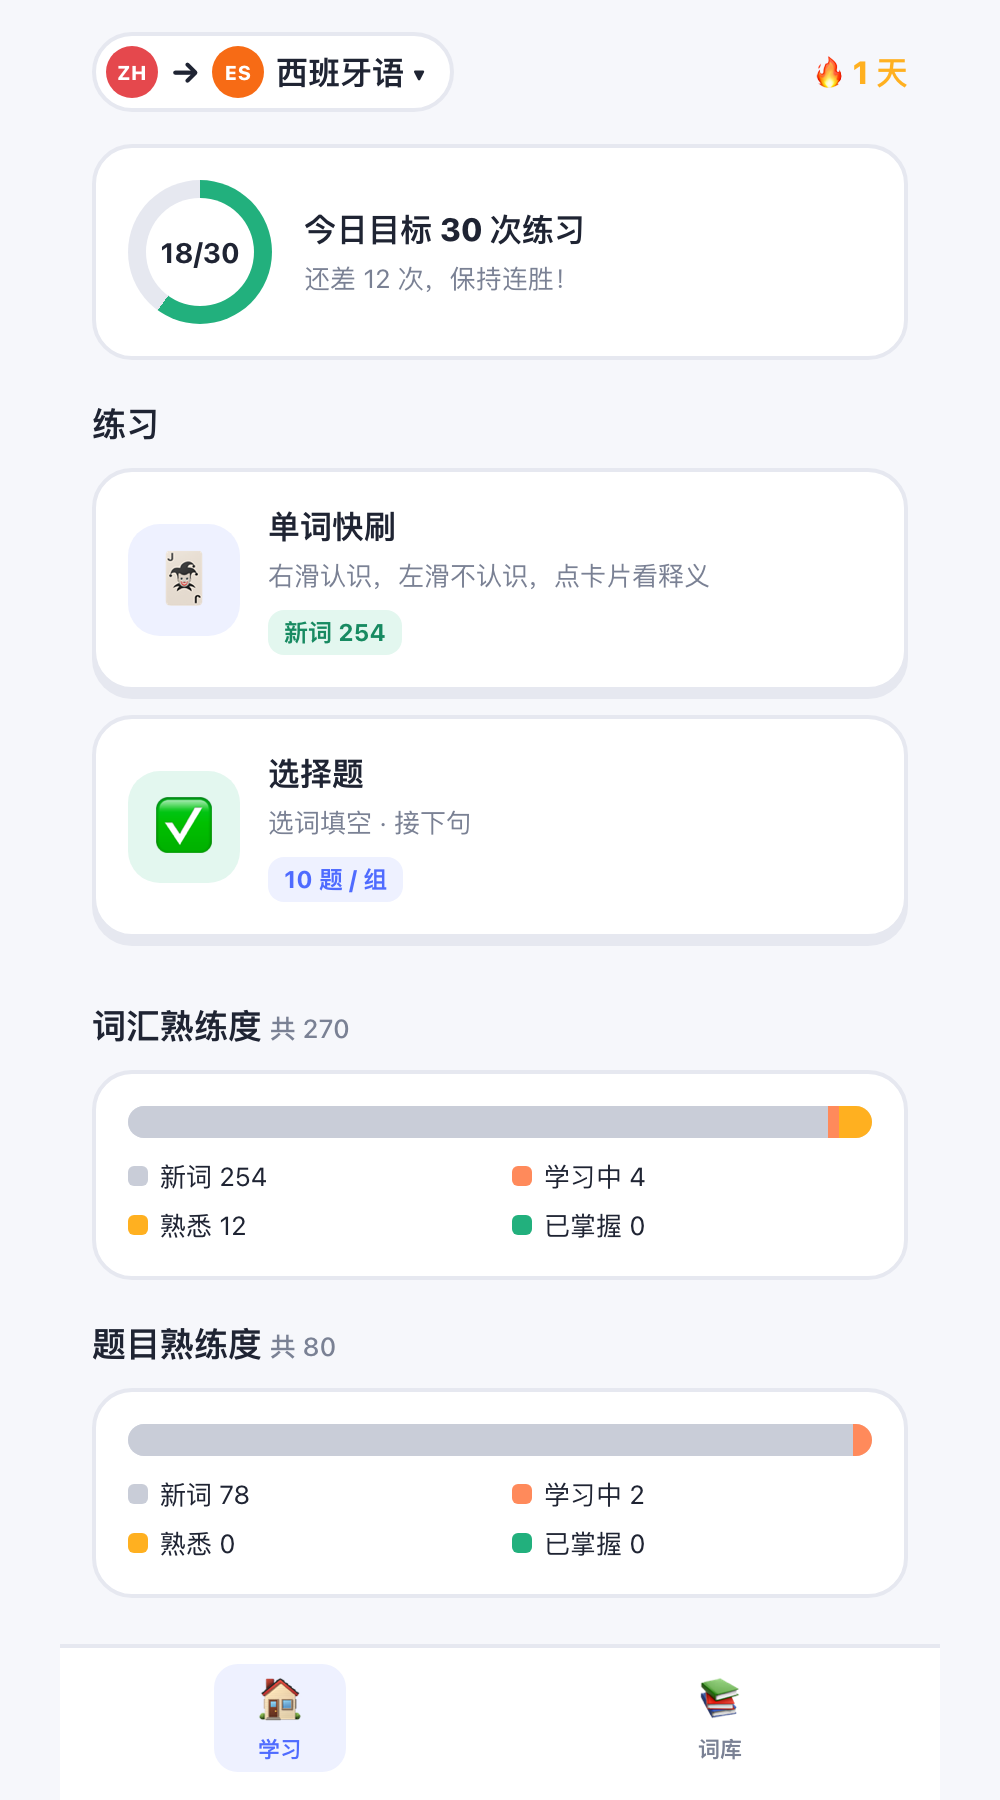 ZH → ES 西班牙语 ▾
1 天
18/30
今日目标 30 次练习
还差 12 次，保持连胜！
练习
单词快刷
右滑认识，左滑不认识，点卡片看释义
新词 254
选择题
选词填空 · 接下句
10 题 / 组
词汇熟练度 共 270
新词 254
学习中 4
熟悉 12
已掌握 0
题目熟练度 共 80
新词 78
学习中 2
熟悉 0
已掌握 0
学习
词库